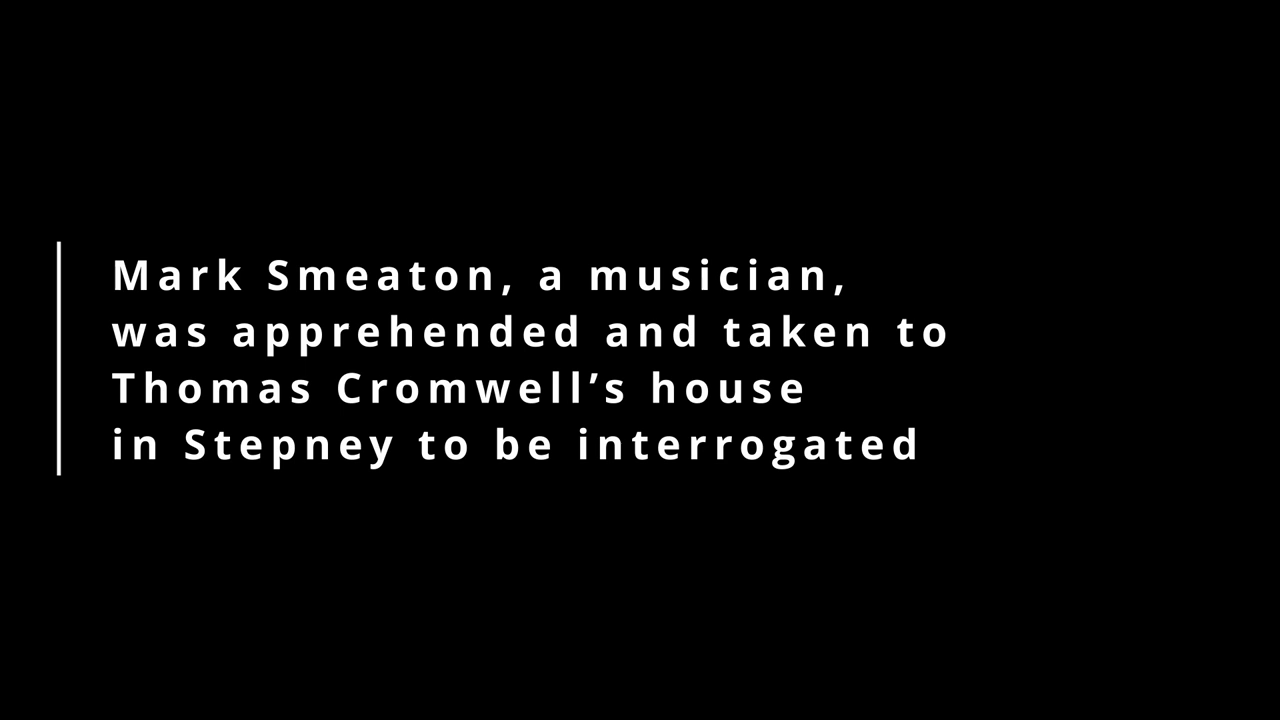 Mark Smeaton, a musician,
was apprehended and taken to
Thomas Cromwell’s house
in Stepney to be interrogated